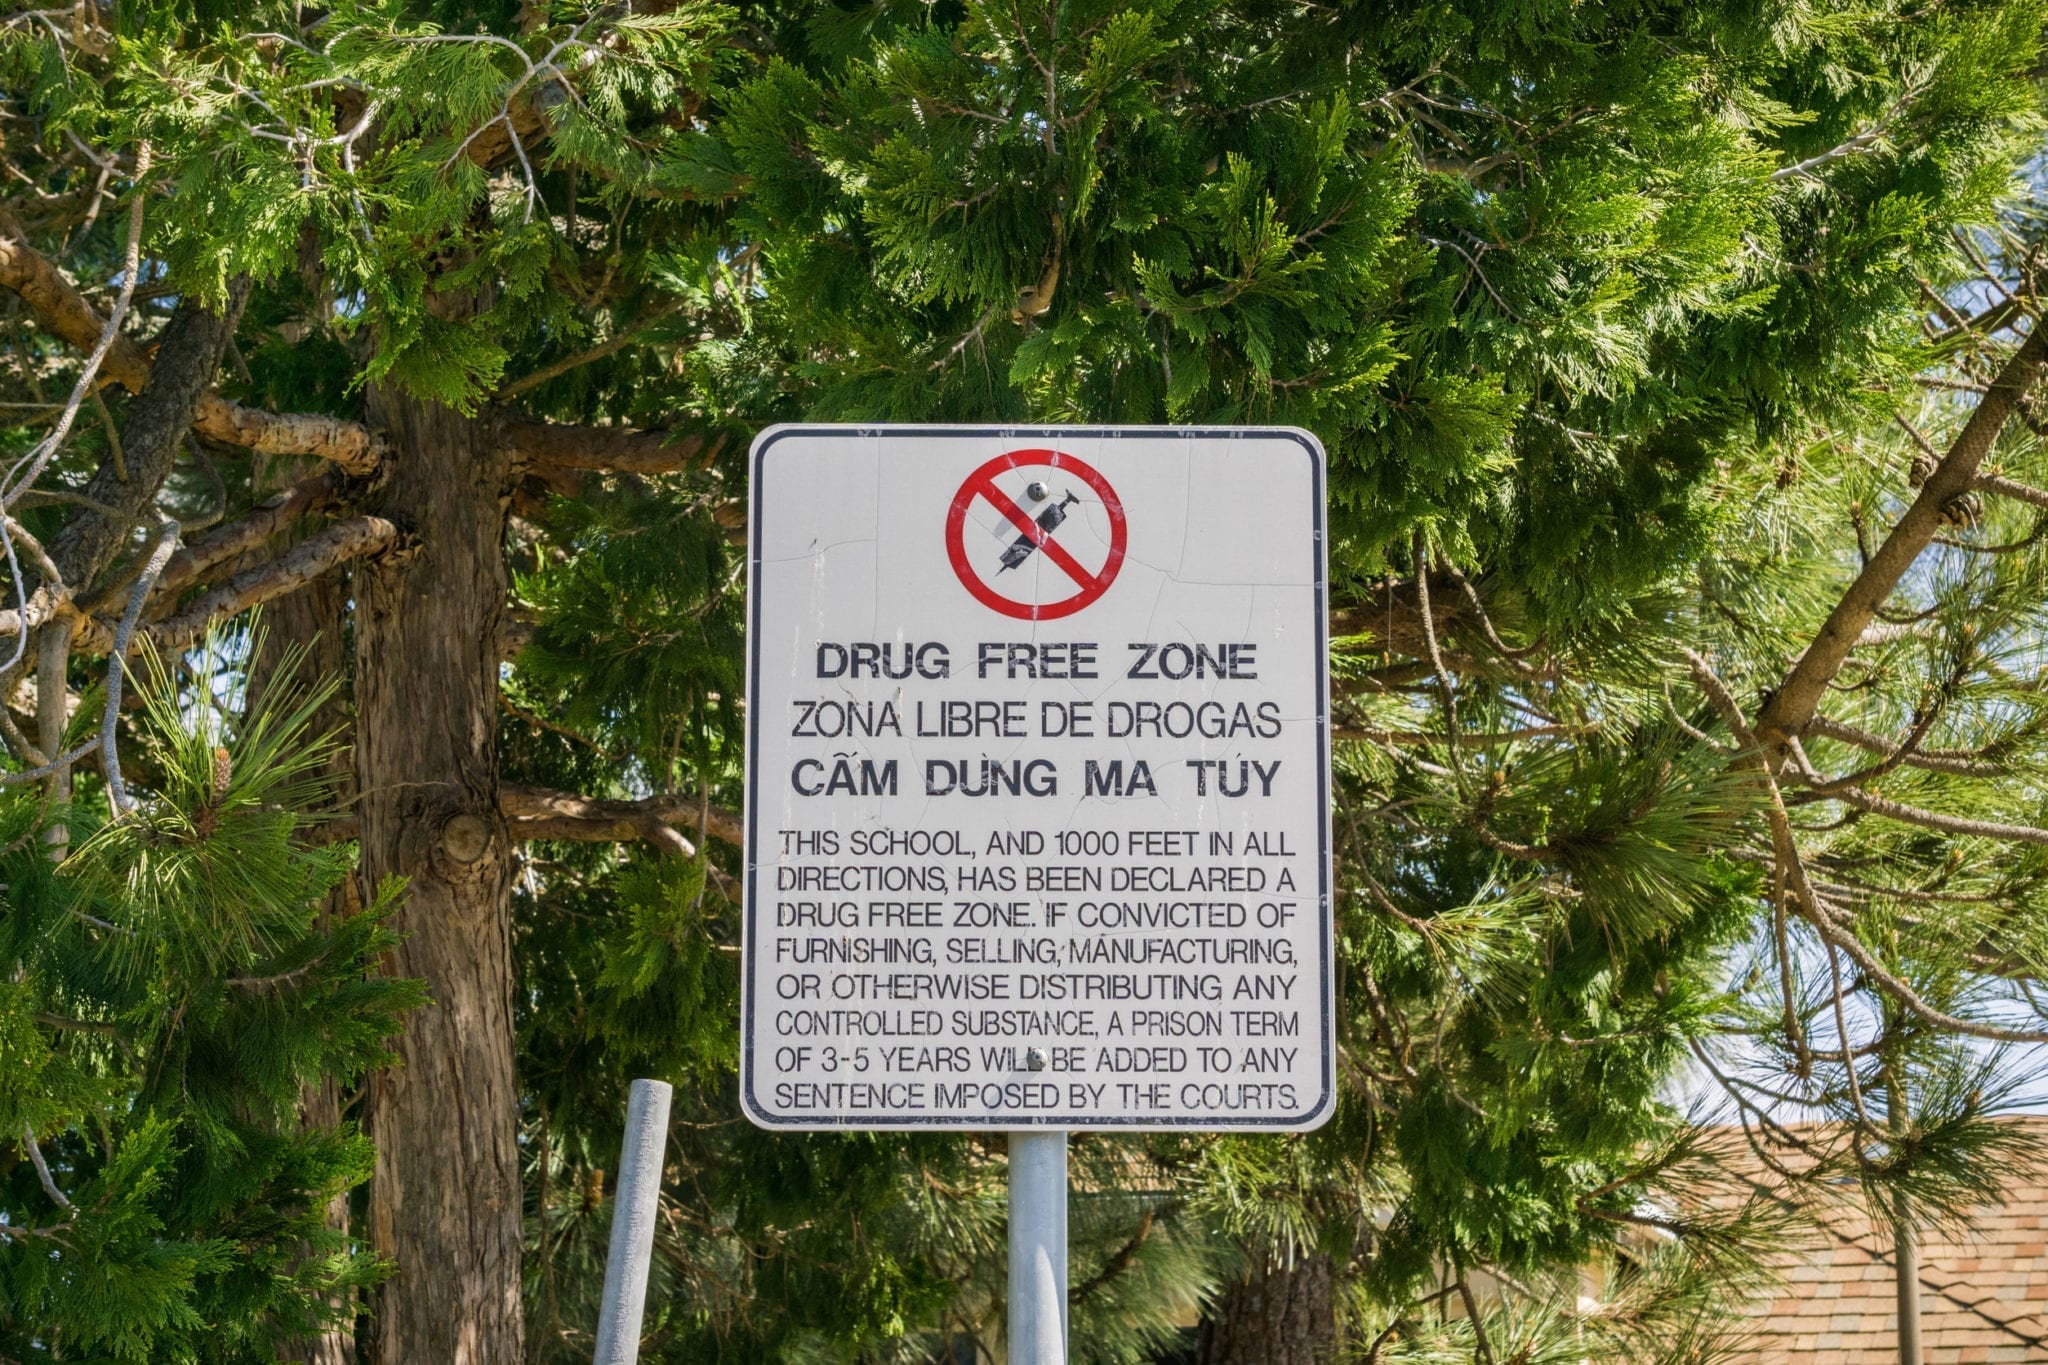 DRUG FREE ZONE
ZONA LIBRE DE DROGAS
CẤM DÙNG MA TÚY
THIS SCHOOL, AND 1000 FEET IN ALL
DIRECTIONS, HAS BEEN DECLARED A
DRUG FREE ZONE. IF CONVICTED OF
FURNISHING, SELLING, MANUFACTURING,
OR OTHERWISE DISTRIBUTING ANY
CONTROLLED SUBSTANCE, A PRISON TERM
OF 3-5 YEARS WILL BE ADDED TO ANY
SENTENCE IMPOSED BY THE COURTS.